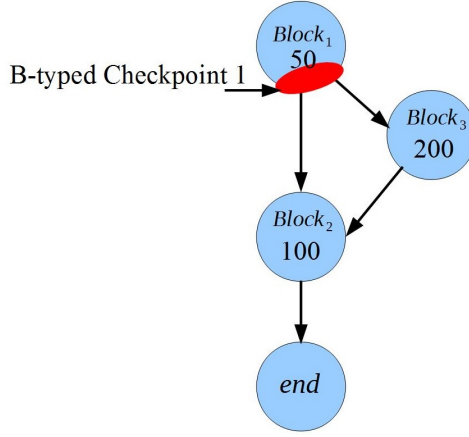 Block₁
50
B-typed Checkpoint 1
Block₃
200
Block₂
100
end